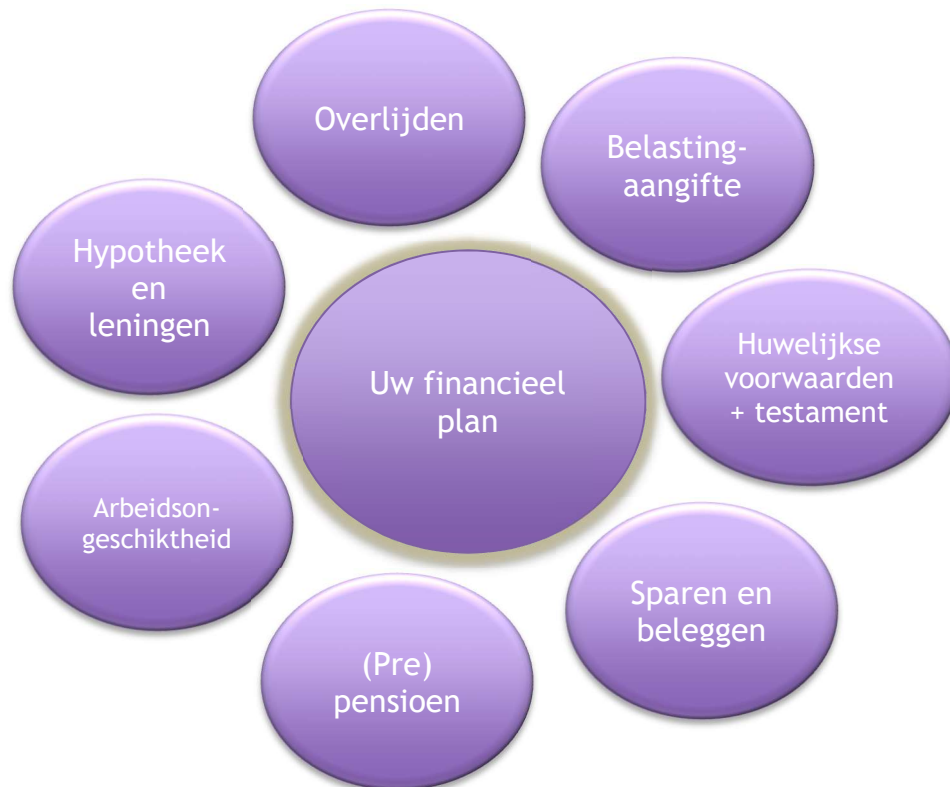 Overlijden
Belasting-
aangifte
Hypotheek
en
leningen
Uw financieel
plan
Huwelijkse
voorwaarden
+ testament
Arbeidson-
geschiktheid
Sparen en
beleggen
(Pre)
pensioen